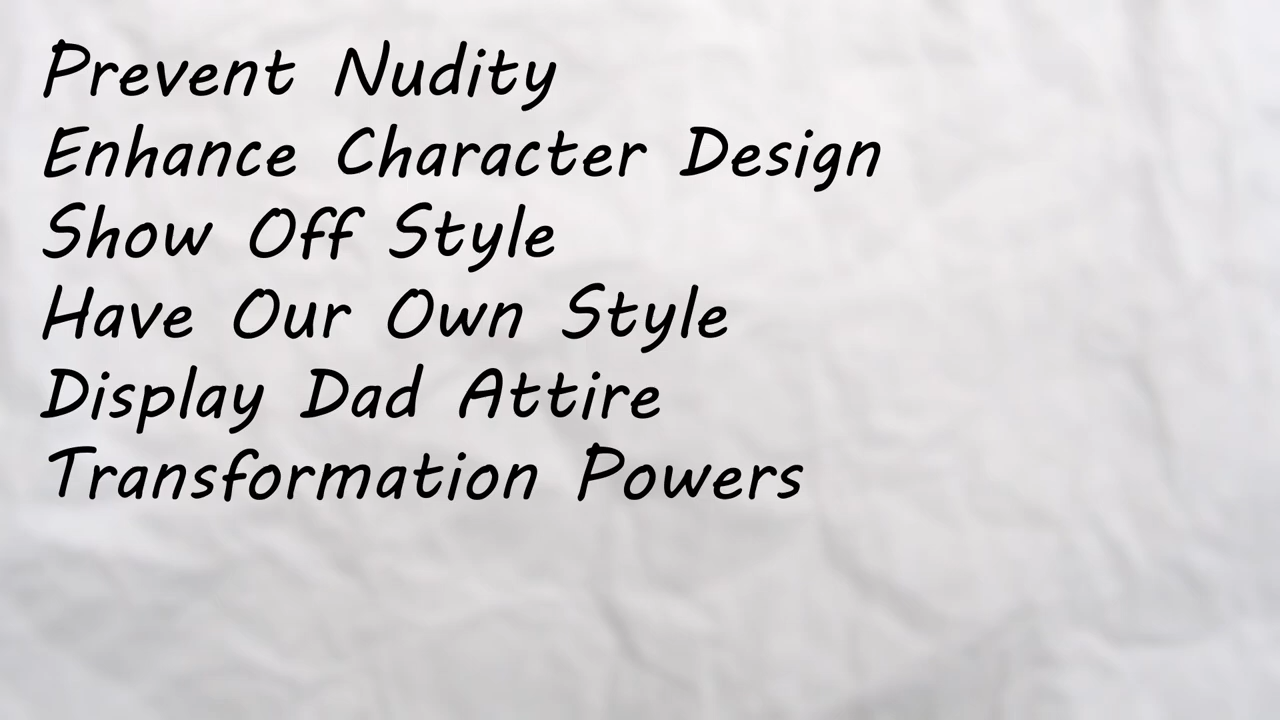 Prevent Nudity
Enhance Character Design
Show Off Style
Have Our Own Style
Display Dad Attire
Transformation Powers